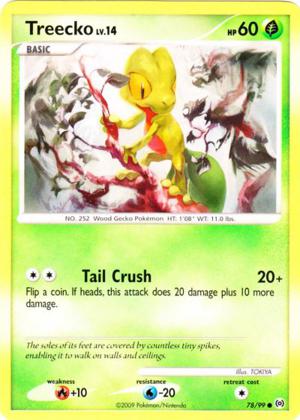 Treecko LV.14 HP 60
BASIC
NO. 252 Wood Gecko Pokémon HT: 1'08" WT: 11.0 lbs.
Tail Crush 20+
Flip a coin. If heads, this attack does 20 damage plus 10 more
damage.
The soles of its feet are covered by countless tiny spikes,
enabling it to walk on walls and ceilings.
Illus. TOKIYA
weakness resistance retreat cost
+10 -20
©2009 Pokémon/Nintendo 78/99